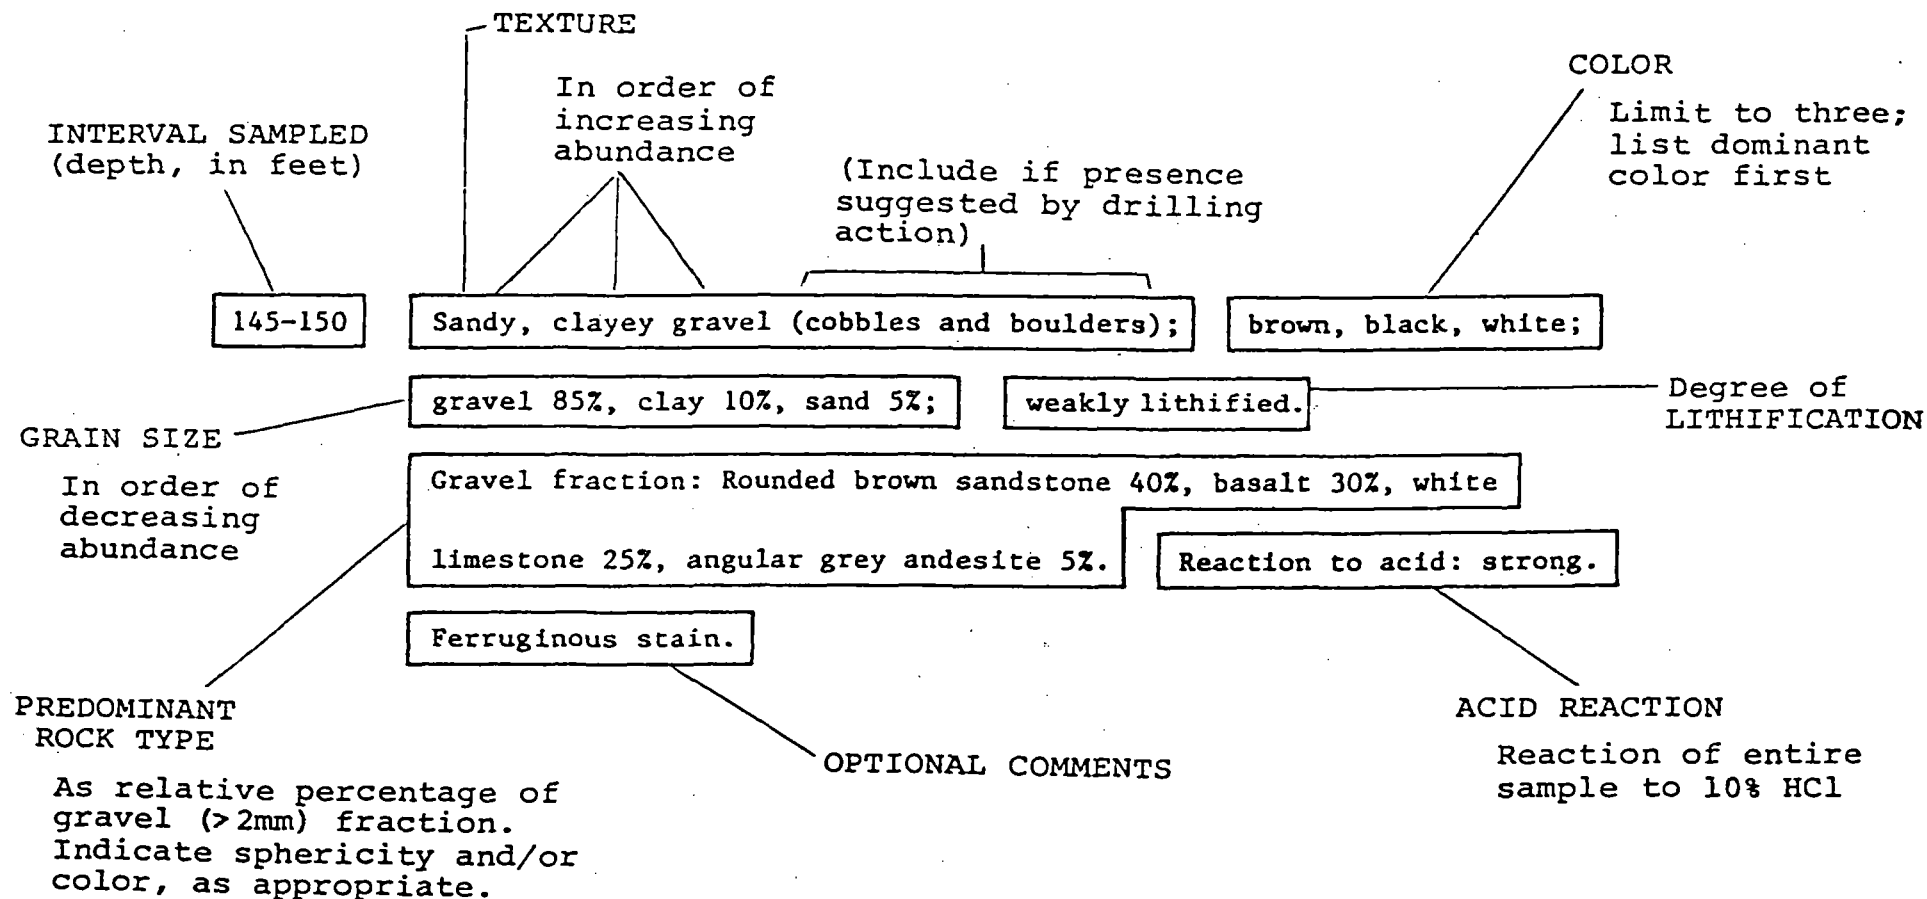 TEXTURE
In order of
increasing
abundance
COLOR
Limit to three;
list dominant
color first
INTERVAL SAMPLED
(depth, in feet)
(Include if presence
suggested by drilling
action)
145-150
Sandy, clayey gravel (cobbles and boulders);
brown, black, white;
gravel 85%, clay 10%, sand 5%;
weakly lithified.
Degree of
LITHIFICATION
GRAIN SIZE
In order of
decreasing
abundance
Gravel fraction: Rounded brown sandstone 40%, basalt 30%, white
limestone 25%, angular grey andesite 5%.
Reaction to acid: strong.
Ferruginous stain.
PREDOMINANT
ROCK TYPE
As relative percentage of
gravel (>2mm) fraction.
Indicate sphericity and/or
color, as appropriate.
OPTIONAL COMMENTS
ACID REACTION
Reaction of entire
sample to 10% HCl